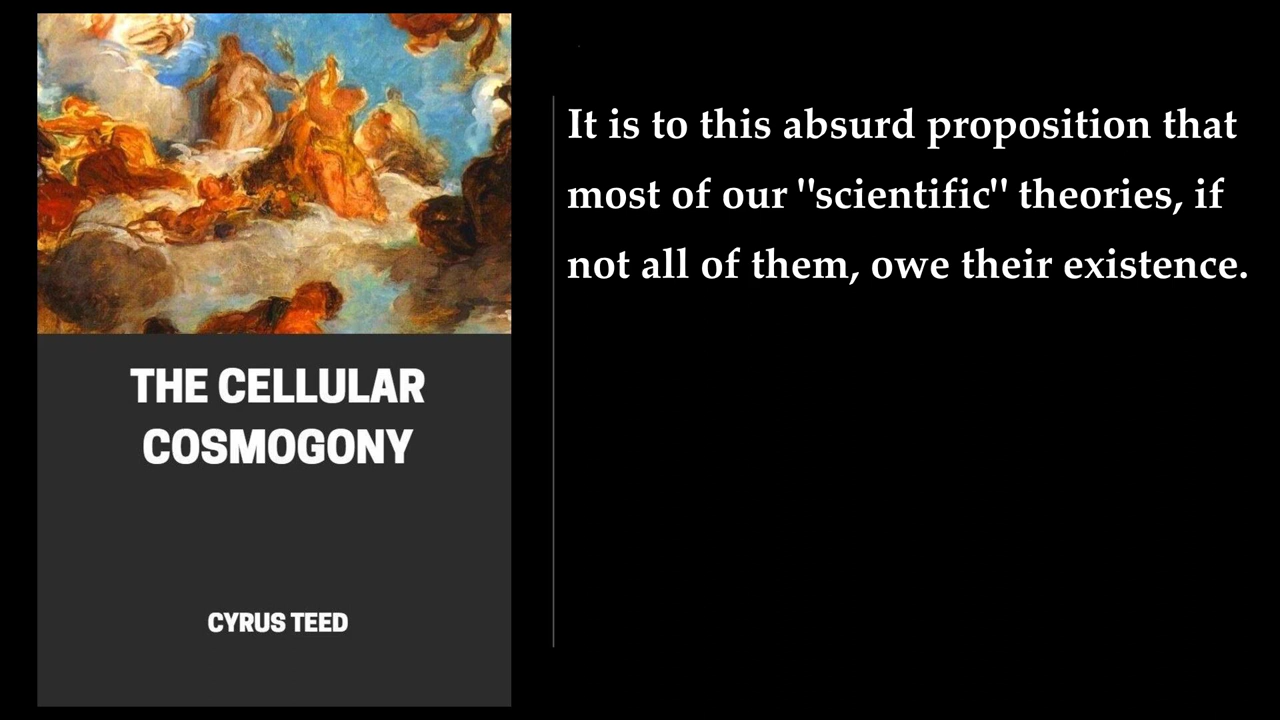 THE CELLULAR
COSMOGONY
CYRUS TEED
It is to this absurd proposition that
most of our "scientific" theories, if
not all of them, owe their existence.